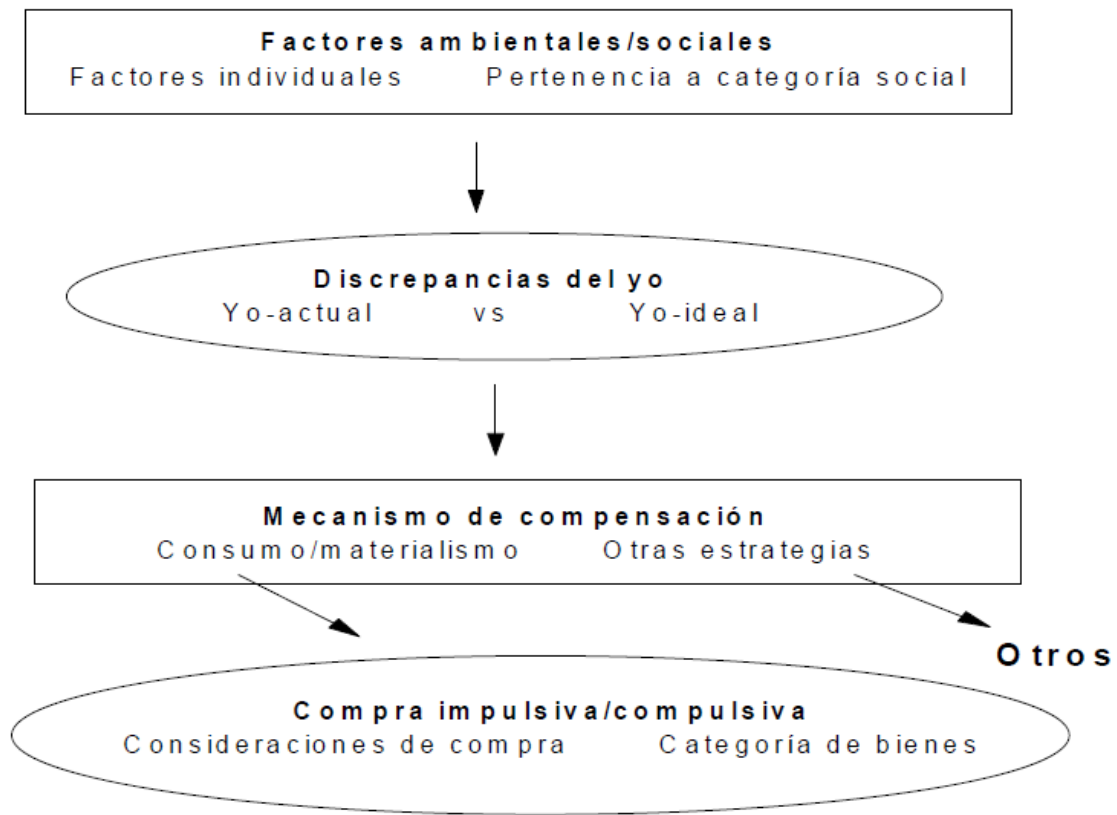 Factores ambientales/sociales
Factores individuales Pertenencia a categoría social
Discrepancias del yo
Yo-actual vs Yo-ideal
Mecanismo de compensación
Consumo/materialismo Otras estrategias
Otros
Compra impulsiva/compulsiva
Consideraciones de compra Categoría de bienes